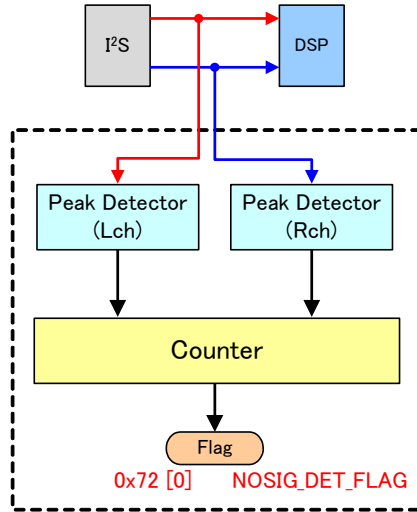 I²S
DSP
Peak Detector
(Lch)
Peak Detector
(Rch)
Counter
Flag
0x72 [0] NOSIG_DET_FLAG